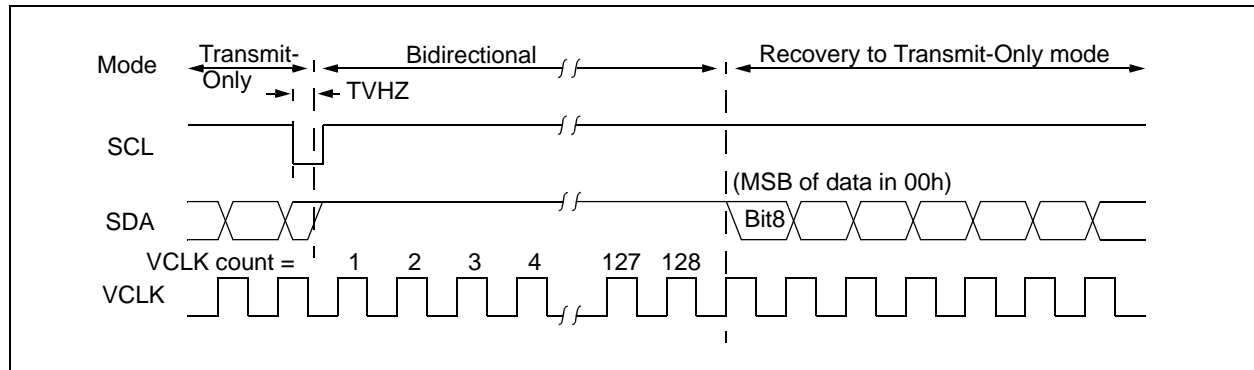 Mode
Transmit-
Only
Bidirectional
Recovery to Transmit-Only mode
TVHZ
SCL
(MSB of data in 00h)
SDA
Bit8
VCLK count = 1 2 3 4 127 128
VCLK